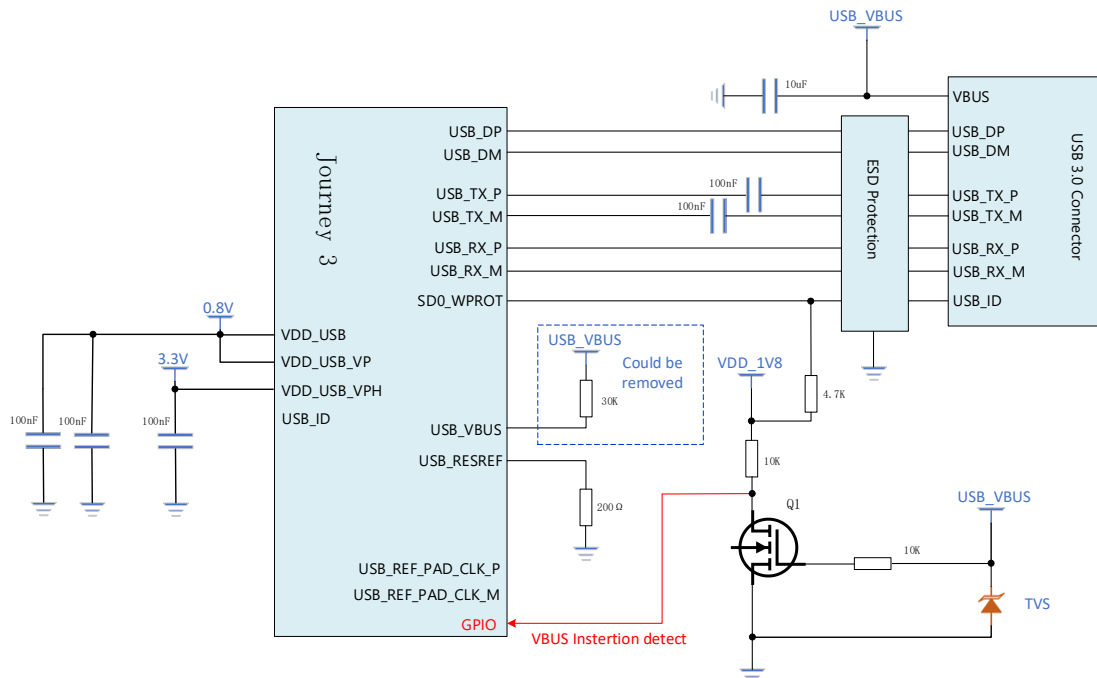 USB_VBUS
10uF
VBUS
USB_DP
USB_DM
USB_TX_P
USB_TX_M
USB_RX_P
USB_RX_M
USB_ID
USB 3.0 Connector
ESD Protection
100nF
100nF
Journey 3
USB_DP
USB_DM
USB_TX_P
USB_TX_M
USB_RX_P
USB_RX_M
SD0_WPROT
0.8V
VDD_USB
VDD_USB_VP
3.3V
VDD_USB_VPH
USB_ID
100nF
100nF
100nF
USB_VBUS
Could be
removed
30K
USB_VBUS
USB_RESREF
200Ω
VDD_1V8
4.7K
10K
Q1
10K
USB_VBUS
TVS
USB_REF_PAD_CLK_P
USB_REF_PAD_CLK_M
GPIO
VBUS Instertion detect